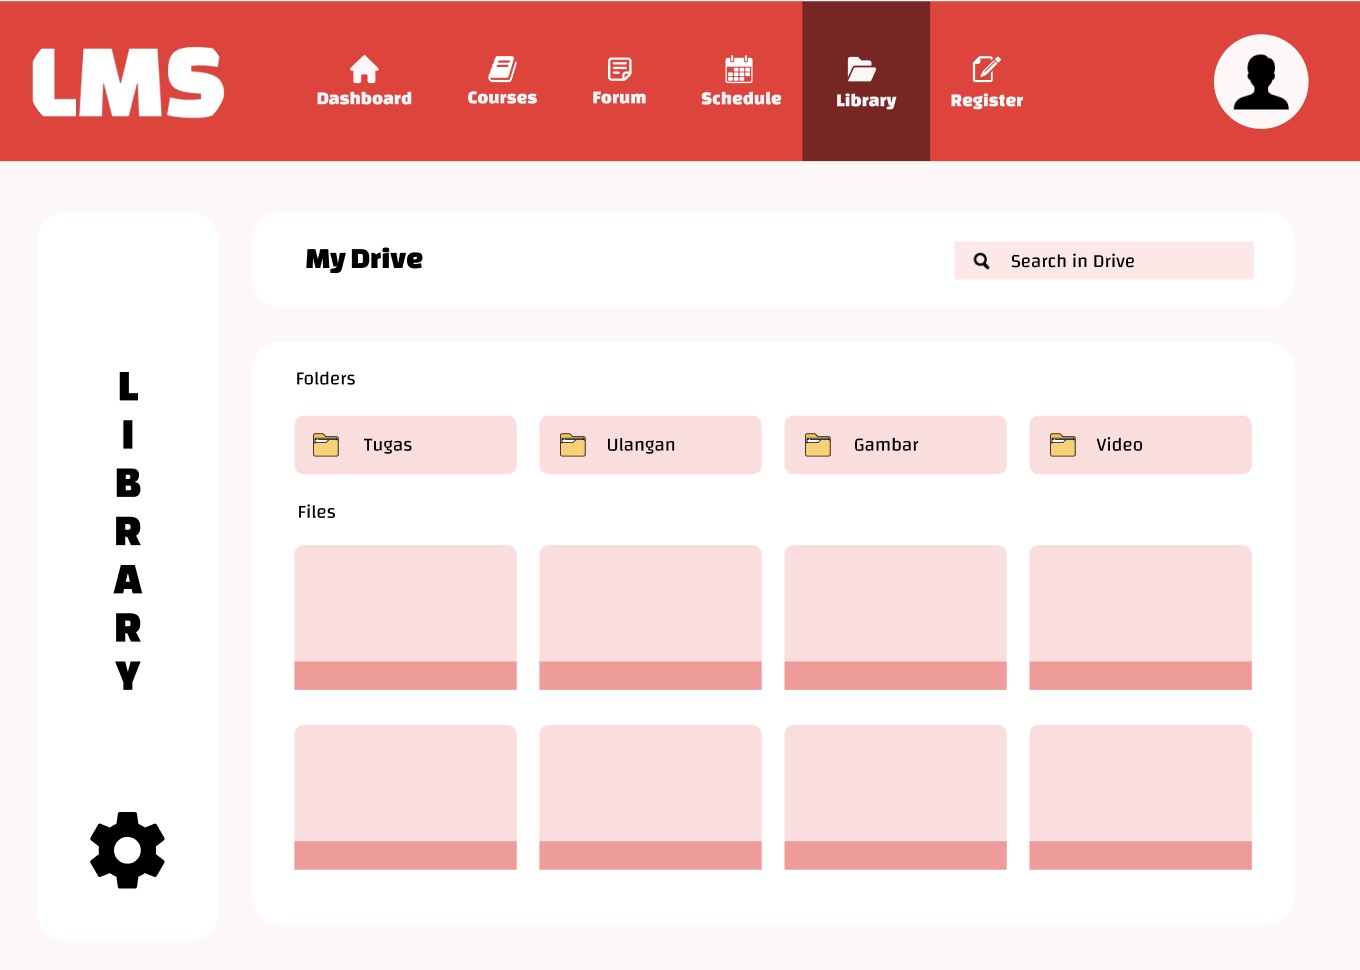 LMS
Dashboard
Courses
Forum
Schedule
Library
Register
My Drive
Search in Drive
L
I
B
R
A
R
Y
Folders
Tugas
Ulangan
Gambar
Video
Files